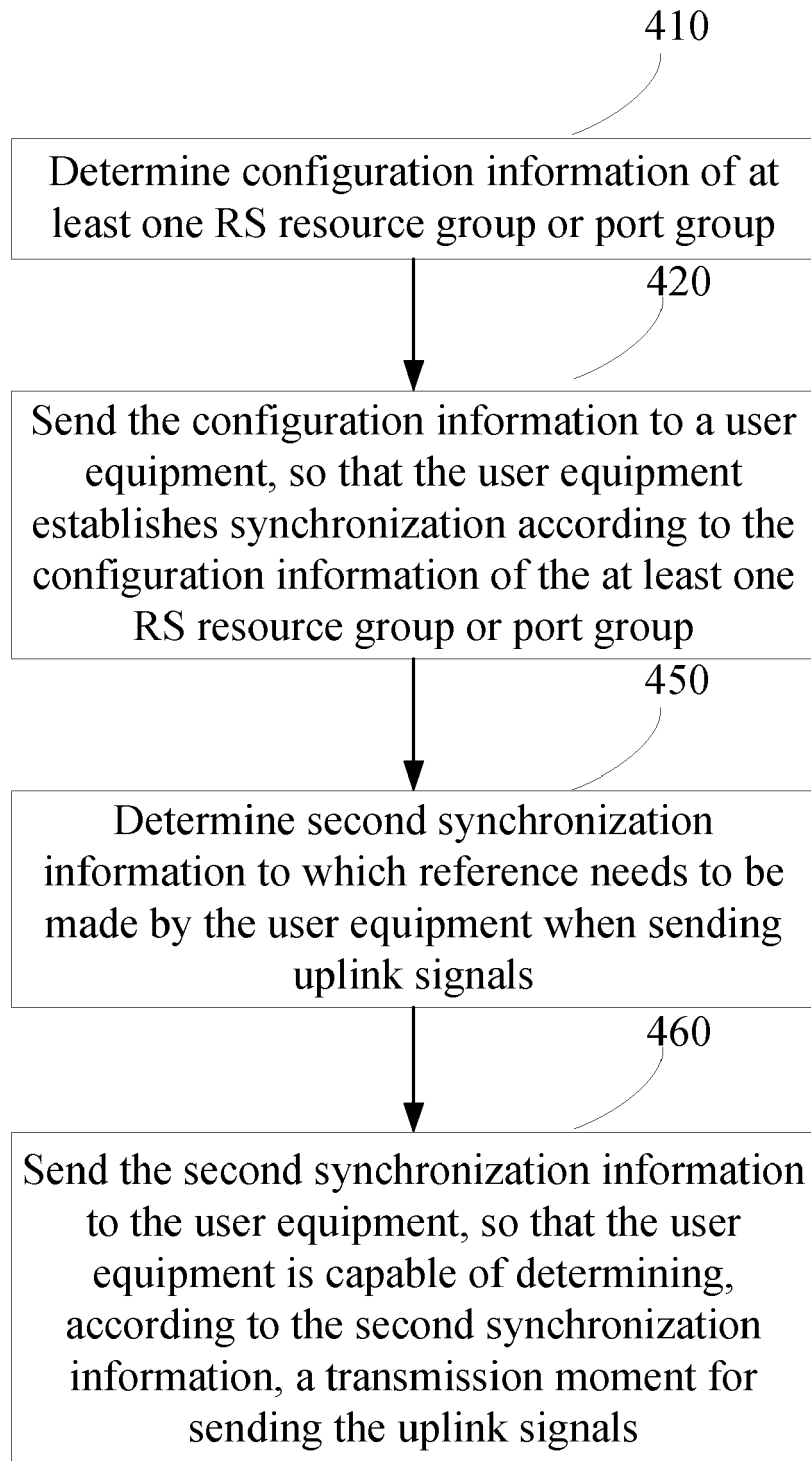 410
Determine configuration information of at
least one RS resource group or port group
420
Send the configuration information to a user
equipment, so that the user equipment
establishes synchronization according to the
configuration information of the at least one
RS resource group or port group
450
Determine second synchronization
information to which reference needs to be
made by the user equipment when sending
uplink signals
460
Send the second synchronization information
to the user equipment, so that the user
equipment is capable of determining,
according to the second synchronization
information, a transmission moment for
sending the uplink signals